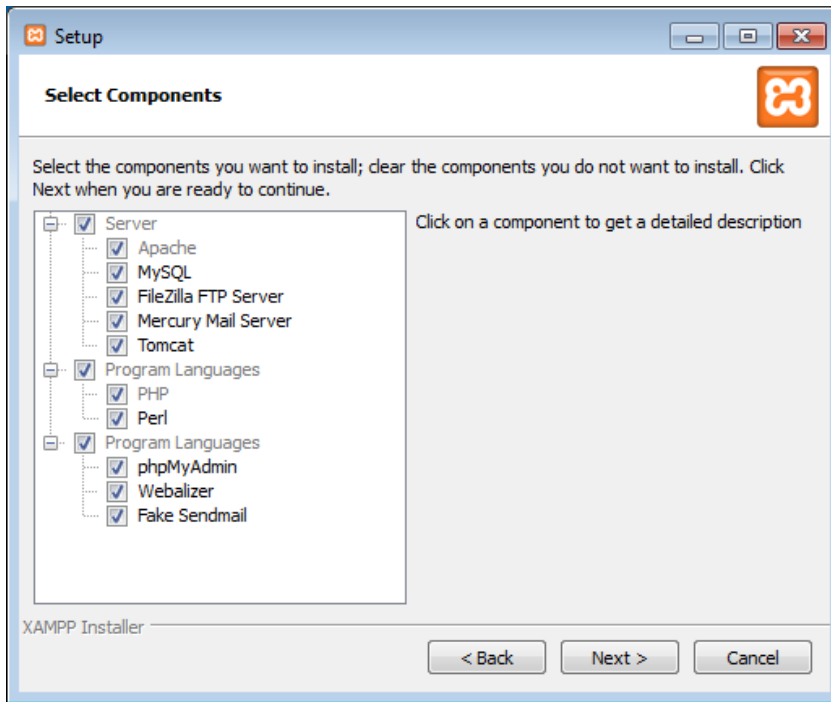 Setup
Select Components
Select the components you want to install; clear the components you do not want to install. Click
Next when you are ready to continue.
Server
Apache
MySQL
FileZilla FTP Server
Mercury Mail Server
Tomcat
Program Languages
PHP
Perl
Program Languages
phpMyAdmin
Webalizer
Fake Sendmail
Click on a component to get a detailed description
XAMPP Installer
< Back
Next >
Cancel